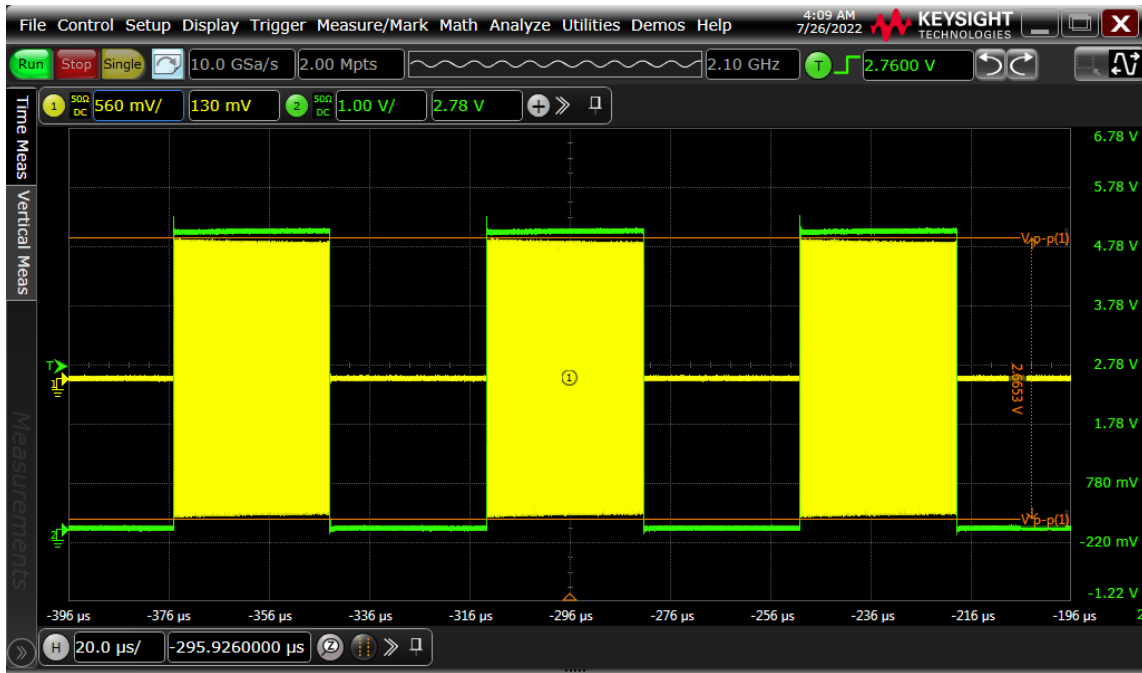 File Control Setup Display Trigger Measure/Mark Math Analyze Utilities Demos Help
4:09 AM
7/26/2022
KEYSIGHT
TECHNOLOGIES
X
Run Stop Single 10.0 GSa/s 2.00 Mpts 2.10 GHz T 2.7600 V
1 50Ω DC 560 mV/ 130 mV 2 50Ω DC 1.00 V/ 2.78 V
Time Meas
Vertical Meas
Measurements
6.78 V
5.78 V
V p-p(1)
4.78 V
3.78 V
T
2.78 V
1
1
2.6653 V
1.78 V
780 mV
V p-p(1)
2
-220 mV
-1.22 V
-396 µs -376 µs -356 µs -336 µs -316 µs -296 µs -276 µs -256 µs -236 µs -216 µs -196 µs 2
H 20.0 µs/ -295.9260000 µs Z